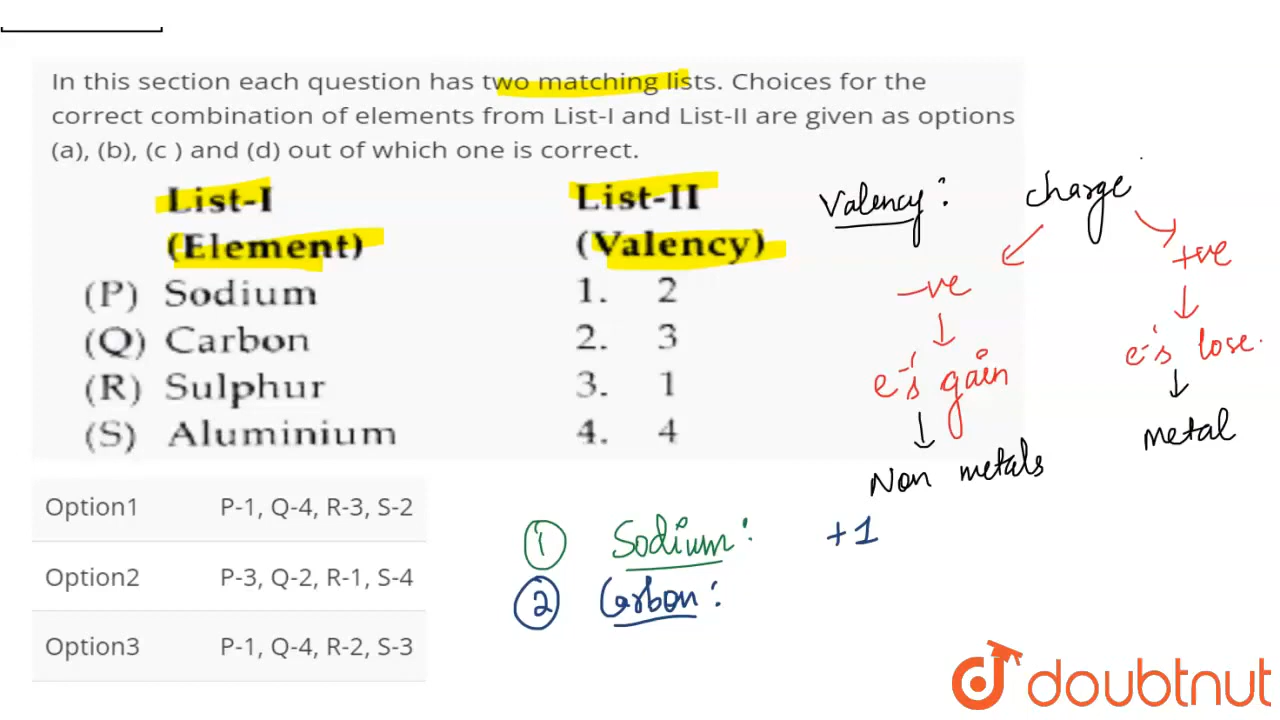 In this section each question has two matching lists. Choices for the
correct combination of elements from List-I and List-II are given as options
(a), (b), (c ) and (d) out of which one is correct.
List-I List-II
(Element) (Valency)
(P) Sodium 1. 2
(Q) Carbon 2. 3
(R) Sulphur 3. 1
(S) Aluminium 4. 4
Option1 P-1, Q-4, R-3, S-2
Option2 P-3, Q-2, R-1, S-4
Option3 P-1, Q-4, R-2, S-3
Valency: charge
-ve +ve
e-'s gain e-'s lose.
Non metals metal
1 Sodium: +1
2 Carbon:
doubtnut